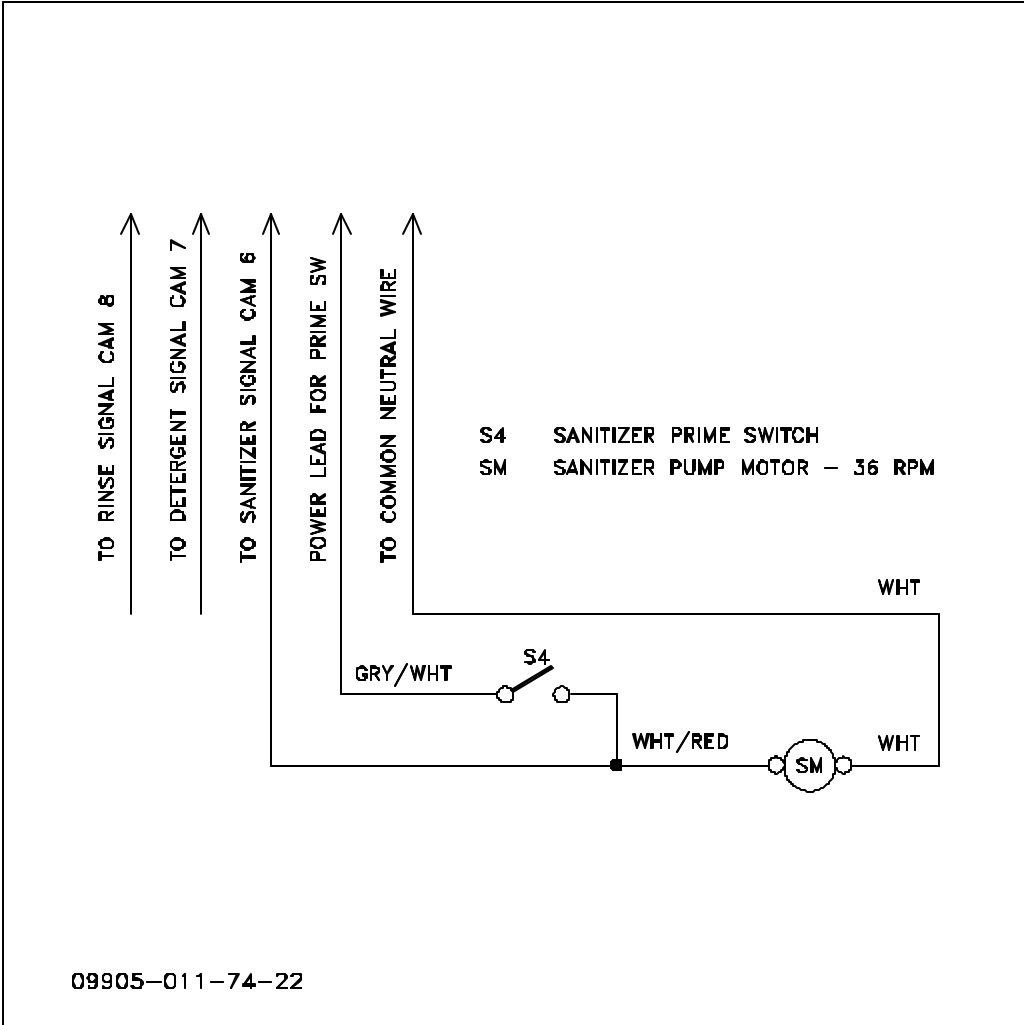 TO RINSE SIGNAL CAM 8
TO DETERGENT SIGNAL CAM 7
TO SANITIZER SIGNAL CAM 6
POWER LEAD FOR PRIME SW
TO COMMON NEUTRAL WIRE
S4 SANITIZER PRIME SWITCH
SM SANITIZER PUMP MOTOR - 36 RPM
WHT
S4
GRY/WHT
WHT/RED
WHT
SM
09905-011-74-22